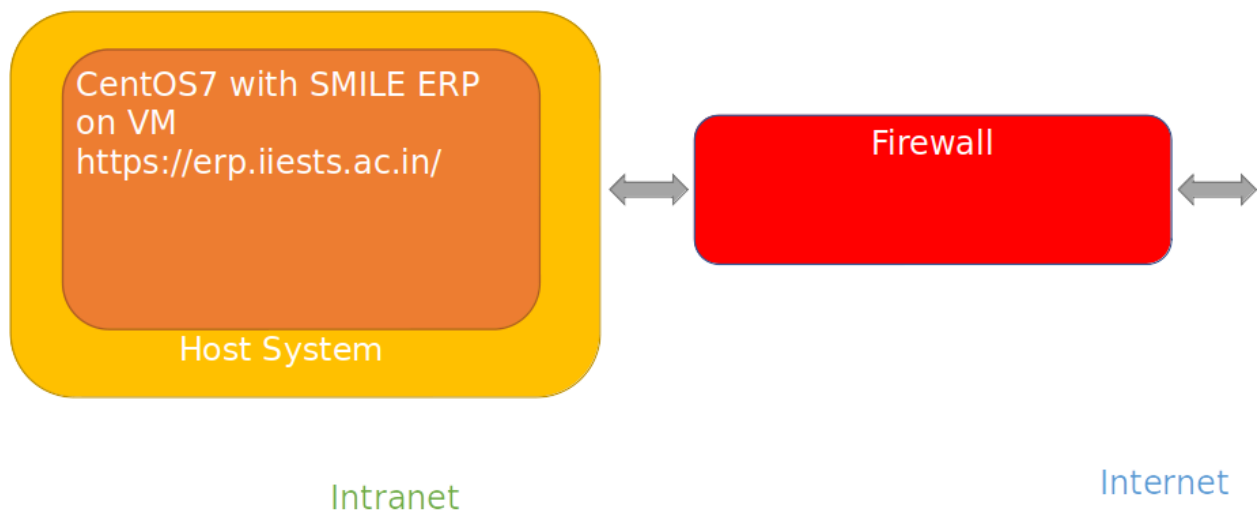 CentOS7 with SMILE ERP
on VM
https://erp.iiests.ac.in/
Host System
Firewall
Intranet
Internet